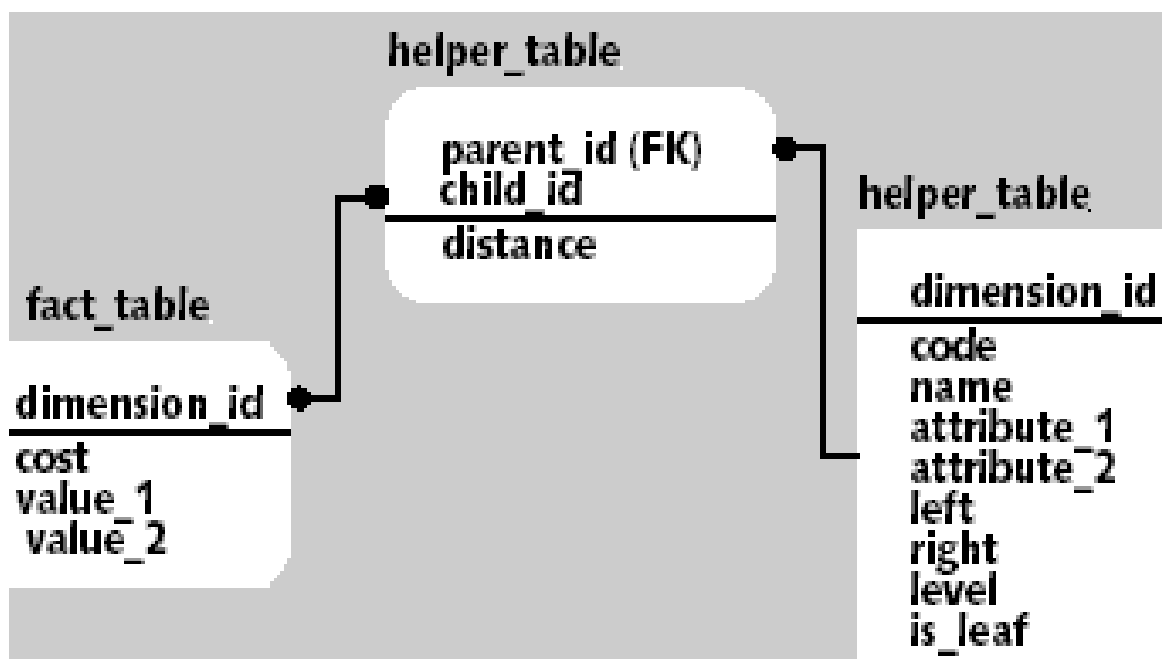 helper_table
parent_id (FK)
child_id
distance
helper_table
dimension_id
code
name
attribute_1
attribute_2
left
right
level
is_leaf
fact_table
dimension_id
cost
value_1
value_2